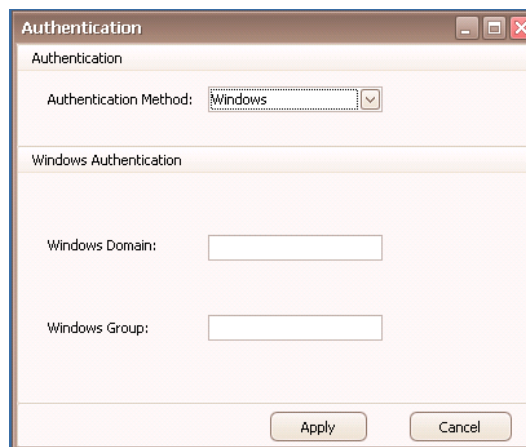 Authentication
Authentication
Authentication Method: Windows
Windows Authentication
Windows Domain:
Windows Group:
Apply Cancel